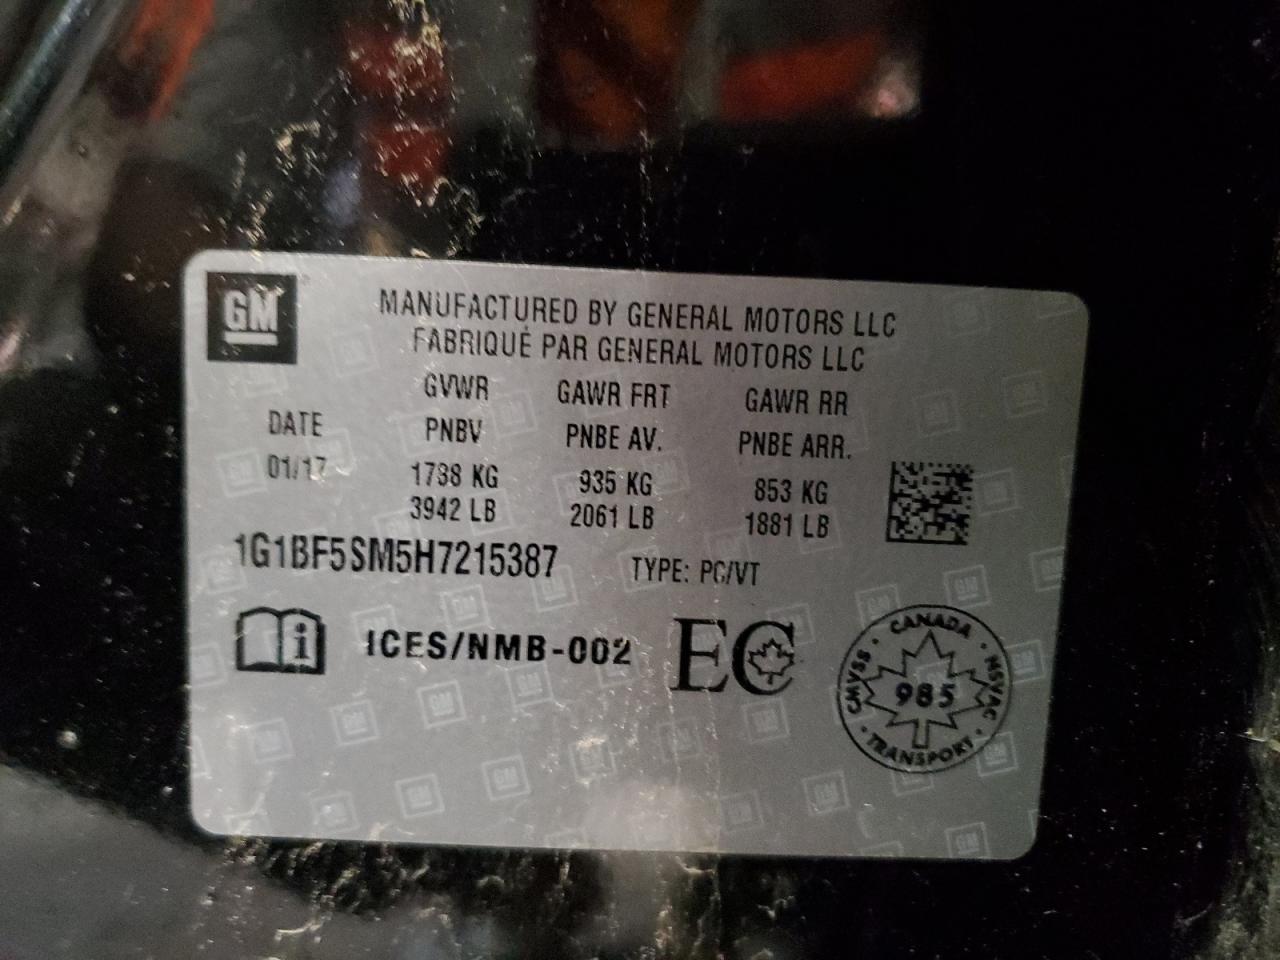 GM
MANUFACTURED BY GENERAL MOTORS LLC
FABRIQUÉ PAR GENERAL MOTORS LLC
GVWR GAWR FRT GAWR RR
DATE PNBV PNBE AV. PNBE ARR.
01/17 1788 KG 935 KG 853 KG
3942 LB 2061 LB 1881 LB
1G1BF5SM5H7215387 TYPE: PC/VT
i ICES/NMB-002 EC
CANADA
CMVSS 985 NSVAC
TRANSPORT